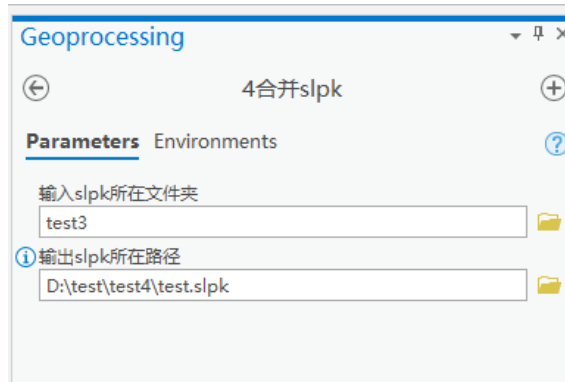 Geoprocessing
4合并slpk
Parameters Environments
输入slpk所在文件夹
test3
输出slpk所在路径
D:\test\test4\test.slpk